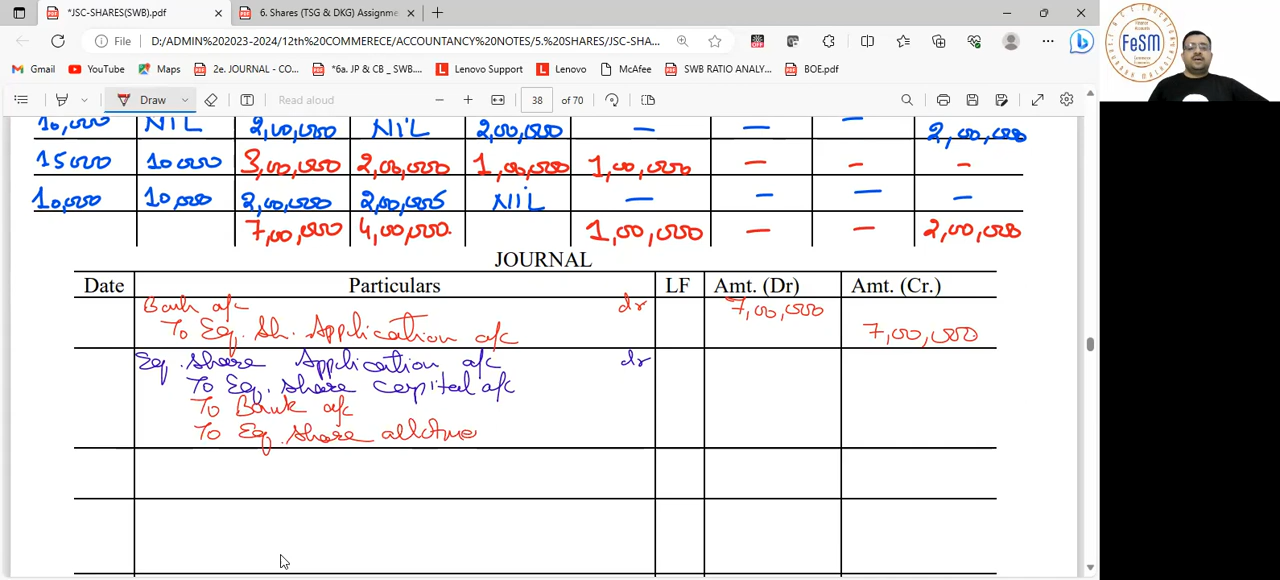 *JSC-SHARES(SWB).pdf
6. Shares (TSG & DKG) Assignme
File D:/ADMIN%202023-2024/12th%20COMMERECE/ACCOUNTANCY%20NOTES/5.%20SHARES/JSC-SHA...
Gmail YouTube Maps 2e. JOURNAL - CO... *6a. JP & CB _ SWB.... Lenovo Support Lenovo McAfee SWB RATIO ANALY... BOE.pdf
Draw Read aloud 38 of 70
10,000 NIL 2,00,000 NIL 2,00,000 — — — 2,00,000
15000 10000 3,00,000 2,00,000 1,00,000 1,00,000 — - -
10,000 10,000 2,00,000 2,00,000 NIL — — — —
7,00,000 4,00,000. 1,00,000 — — 2,00,000
JOURNAL
Date Particulars LF Amt. (Dr) Amt. (Cr.)
Bank a/c dr 7,00,000
To Eq. Sh. Application a/c 7,00,000
Eq. share Application a/c dr
To Eq. share capital a/c
To Bank a/c
To Eq. share allotme
FeSM